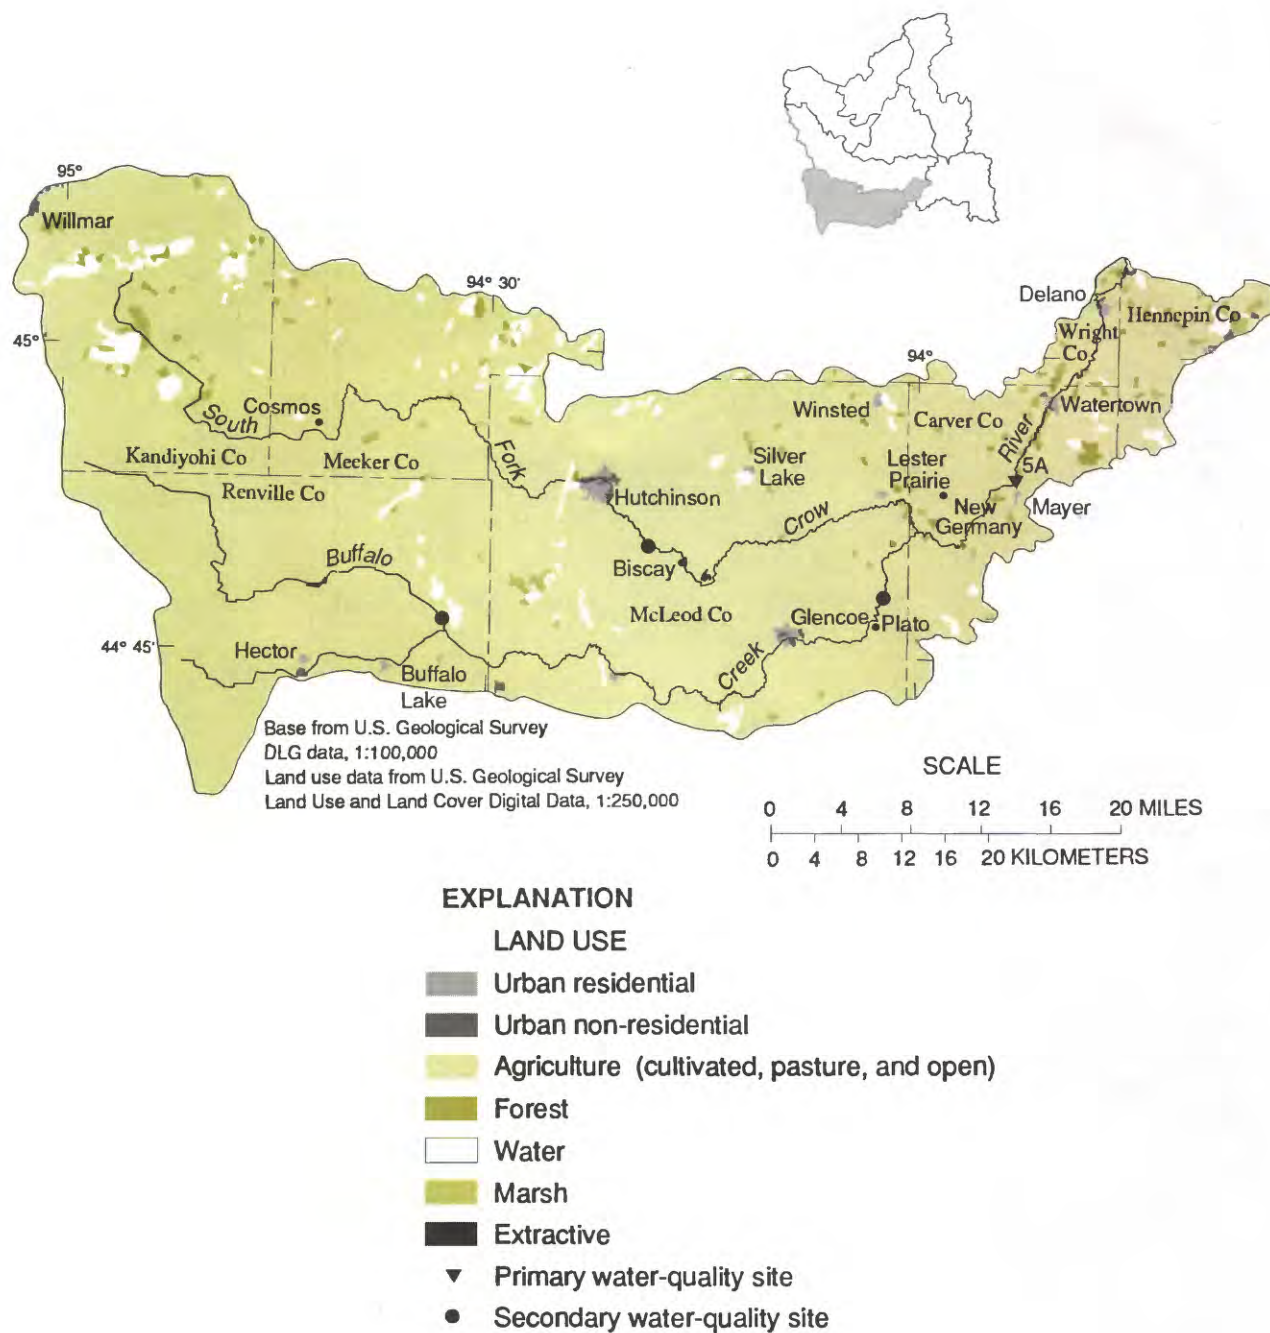 95°
Willmar
94° 30'
Delano
Hennepin Co
Wright
Co
45°
94°
Cosmos
South
Winsted
Carver Co
Watertown
River
Kandiyohi Co
Meeker Co
Fork
Silver
Lake
Lester
Prairie
5A
Renville Co
Hutchinson
New
Germany
Mayer
Crow
Buffalo
Biscay
McLeod Co
Glencoe
Plato
44° 45'
Hector
Creek
Buffalo
Lake
Base from U.S. Geological Survey
DLG data, 1:100,000
Land use data from U.S. Geological Survey
Land Use and Land Cover Digital Data, 1:250,000
SCALE
0 4 8 12 16 20 MILES
0 4 8 12 16 20 KILOMETERS
EXPLANATION
LAND USE
Urban residential
Urban non-residential
Agriculture (cultivated, pasture, and open)
Forest
Water
Marsh
Extractive
Primary water-quality site
Secondary water-quality site